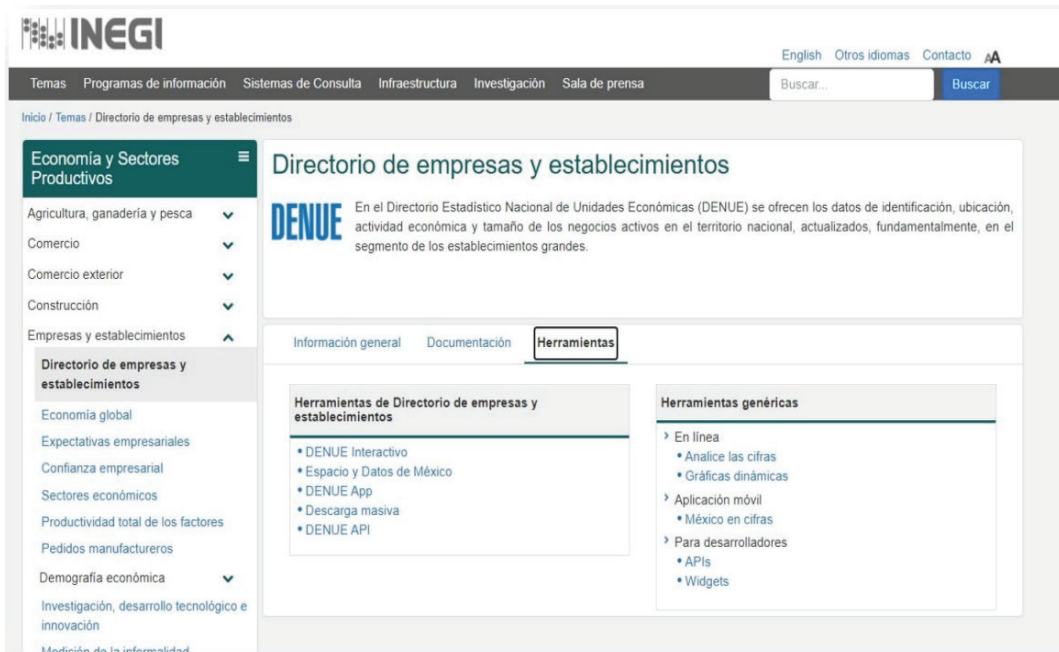 INEGI
English Otros idiomas Contacto AA
Temas Programas de información Sistemas de Consulta Infraestructura Investigación Sala de prensa Buscar... Buscar
Inicio / Temas / Directorio de empresas y establecimientos
Economía y Sectores
Productivos
Agricultura, ganadería y pesca
Comercio
Comercio exterior
Construcción
Empresas y establecimientos
Directorio de empresas y
establecimientos
Economía global
Expectativas empresariales
Confianza empresarial
Sectores económicos
Productividad total de los factores
Pedidos manufactureros
Demografía económica
Investigación, desarrollo tecnológico e
innovación
Medición de la informalidad
Directorio de empresas y establecimientos
DENUE
En el Directorio Estadístico Nacional de Unidades Económicas (DENUE) se ofrecen los datos de identificación, ubicación,
actividad económica y tamaño de los negocios activos en el territorio nacional, actualizados, fundamentalmente, en el
segmento de los establecimientos grandes.
Información general Documentación Herramientas
Herramientas de Directorio de empresas y
establecimientos
• DENUE Interactivo
• Espacio y Datos de México
• DENUE App
• Descarga masiva
• DENUE API
Herramientas genéricas
› En línea
• Analice las cifras
• Gráficas dinámicas
› Aplicación móvil
• México en cifras
› Para desarrolladores
• APIs
• Widgets